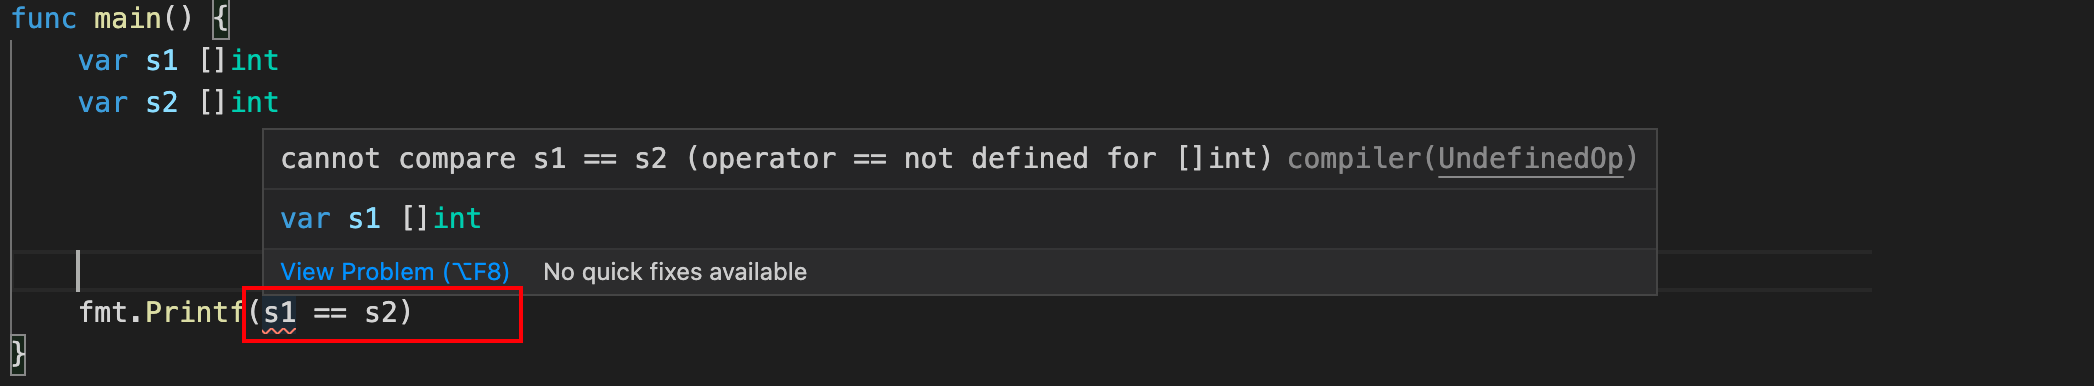 func main() {
var s1 []int
var s2 []int
cannot compare s1 == s2 (operator == not defined for []int) compiler(UndefinedOp)
var s1 []int
View Problem (⌥F8) No quick fixes available
fmt.Printf(s1 == s2)
}